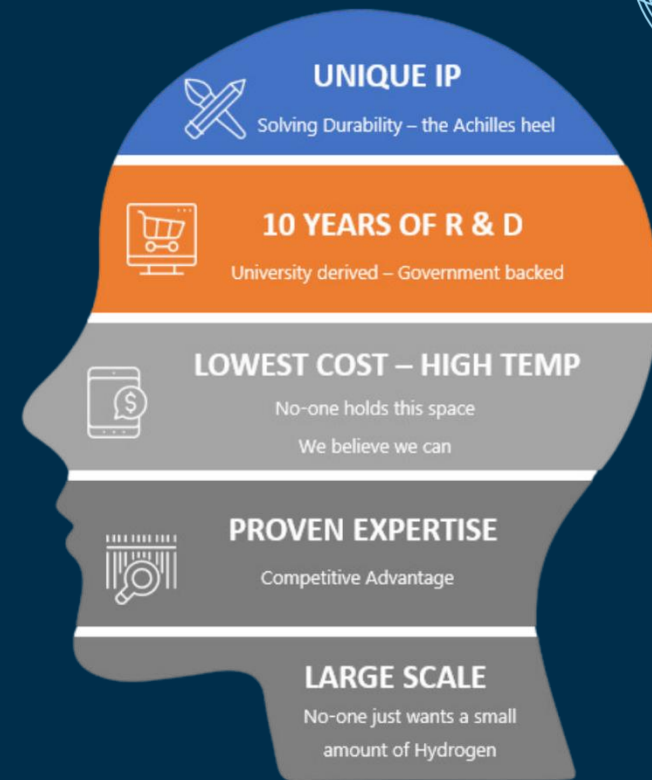 UNIQUE IP
Solving Durability – the Achilles heel
10 YEARS OF R & D
University derived – Government backed
LOWEST COST – HIGH TEMP
No-one holds this space
We believe we can
PROVEN EXPERTISE
Competitive Advantage
LARGE SCALE
No-one just wants a small
amount of Hydrogen